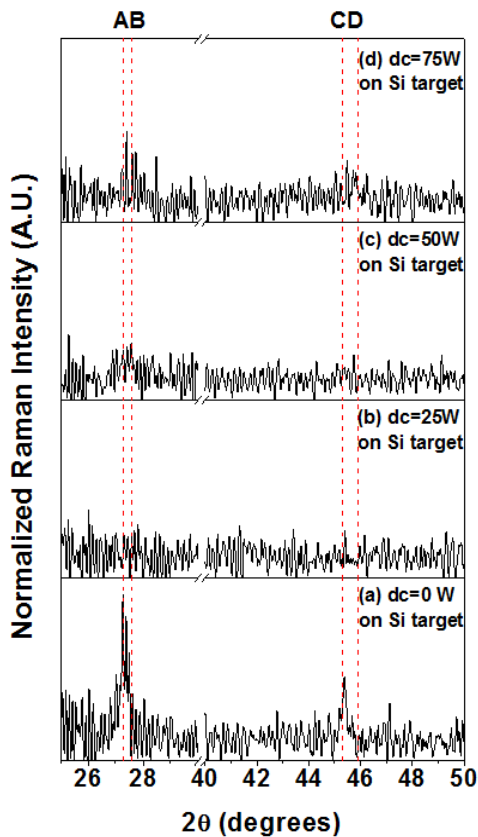 AB CD
(d) dc=75W
on Si target
(c) dc=50W
on Si target
(b) dc=25W
on Si target
(a) dc=0 W
on Si target
Normalized Raman Intensity (A.U.)
26 28 40 42 44 46 48 50
2θ (degrees)